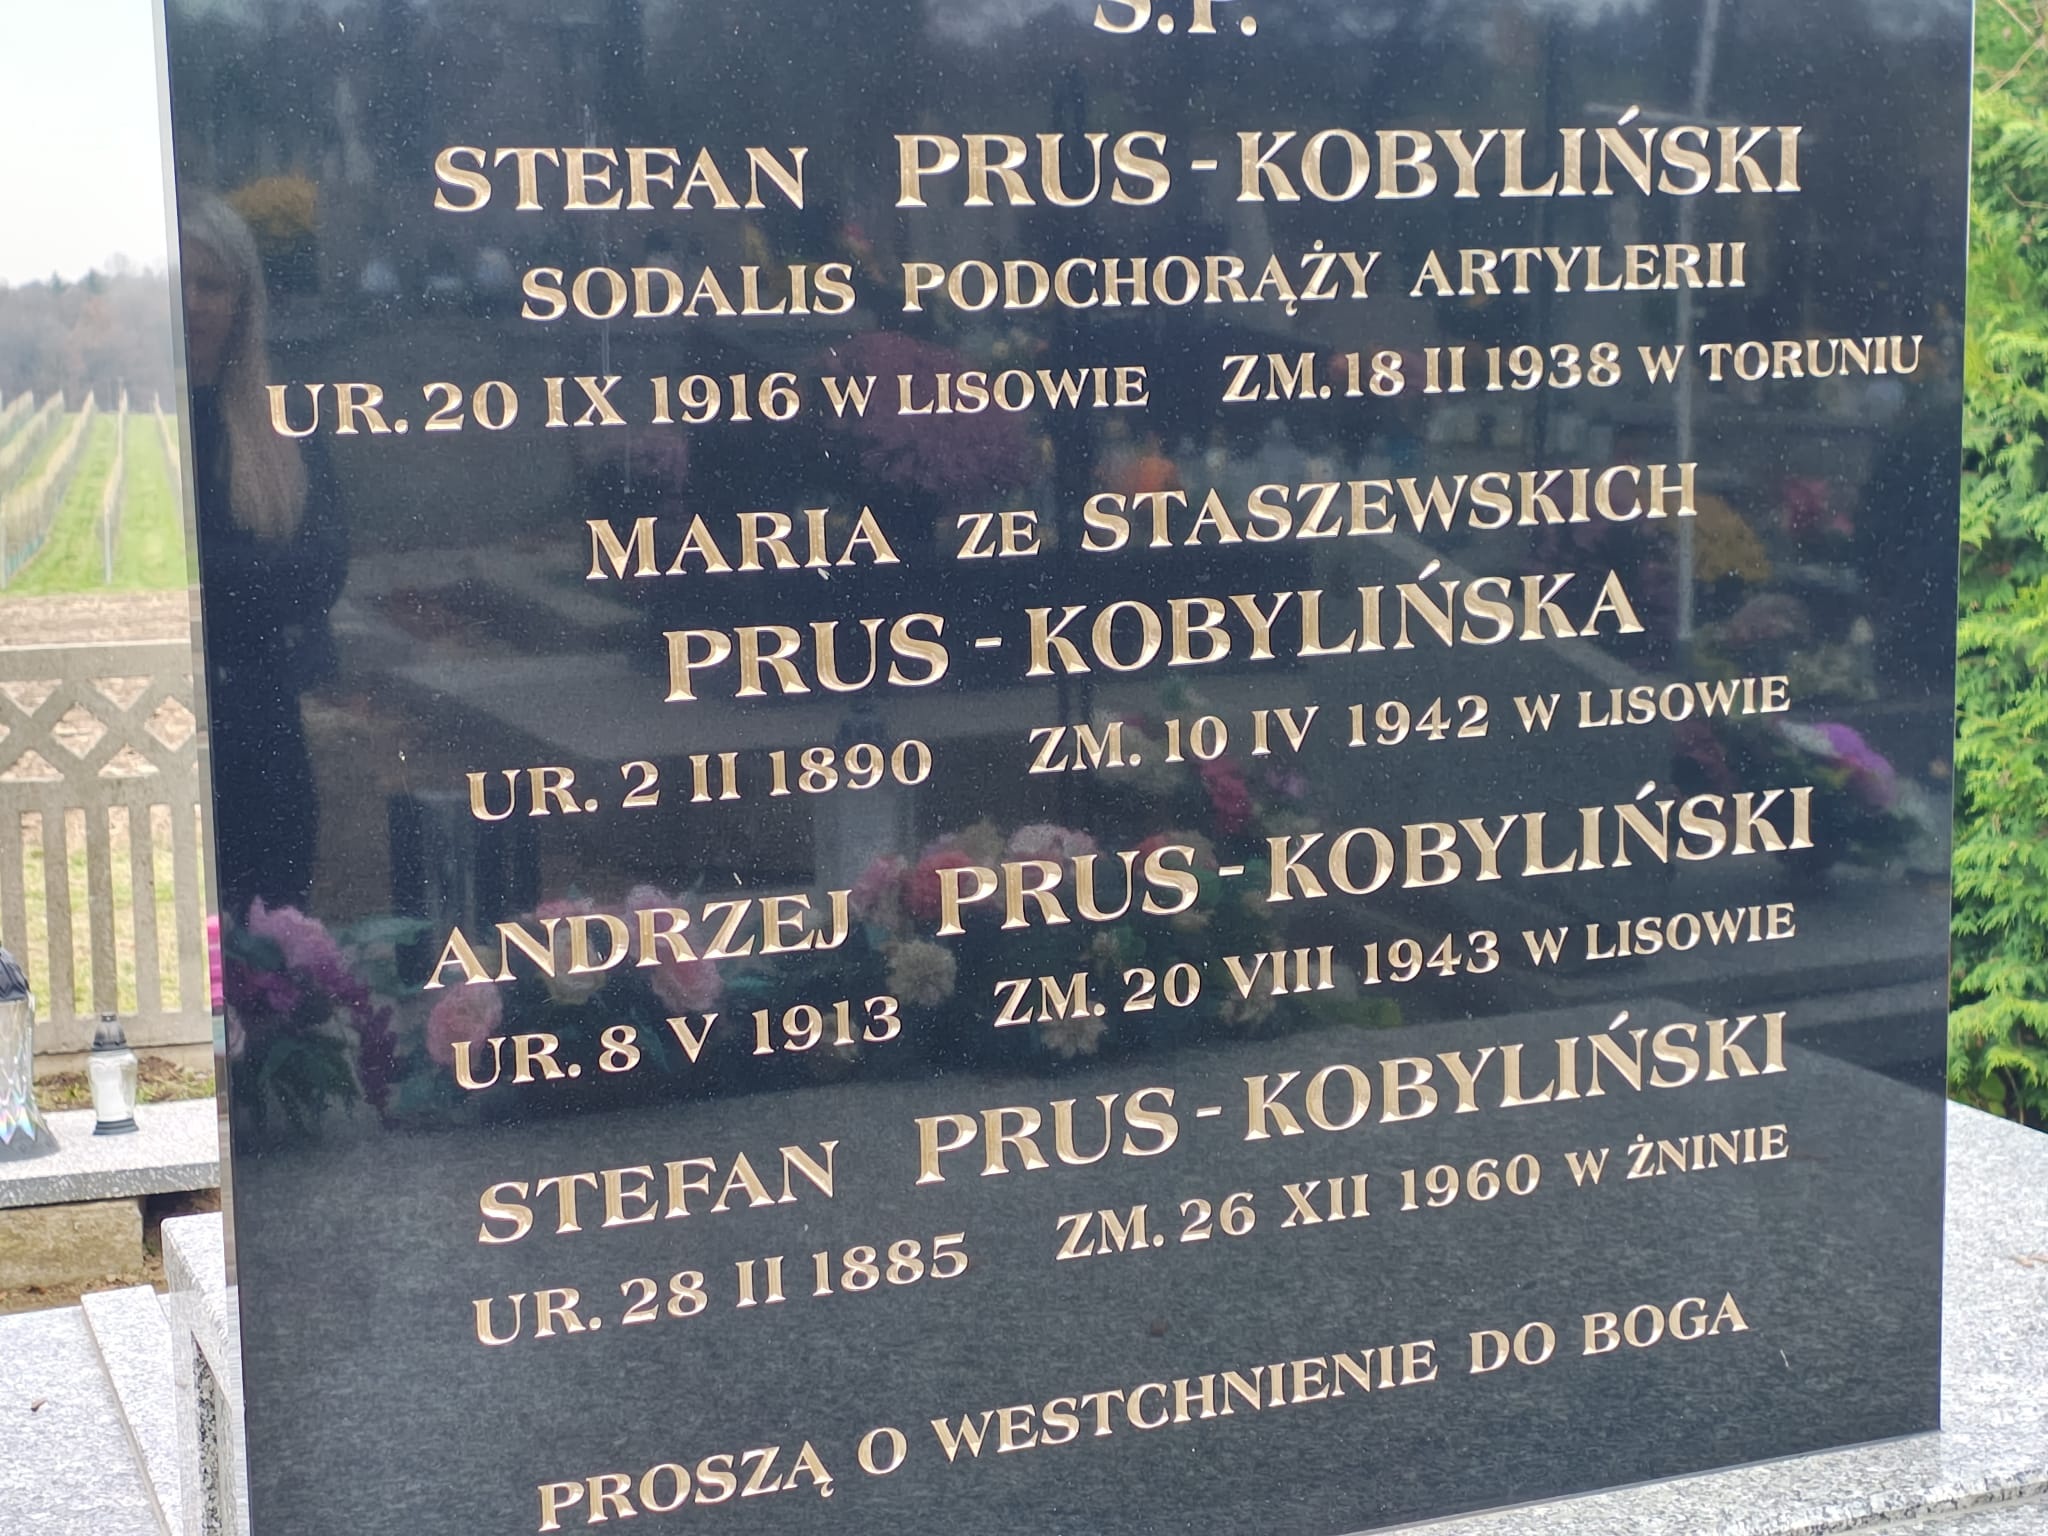 Ś.P.
STEFAN PRUS-KOBYLIŃSKI
SODALIS PODCHORĄŻY ARTYLERII
UR. 20 IX 1916 W LISOWIE ZM. 18 II 1938 W TORUNIU
MARIA ZE STASZEWSKICH
PRUS-KOBYLIŃSKA
UR. 2 II 1890 ZM. 10 IV 1942 W LISOWIE
ANDRZEJ PRUS-KOBYLIŃSKI
UR. 8 V 1913 ZM. 20 VIII 1943 W LISOWIE
STEFAN PRUS-KOBYLIŃSKI
UR. 28 II 1885 ZM. 26 XII 1960 W ŻNINIE
PROSZĄ O WESTCHNIENIE DO BOGA